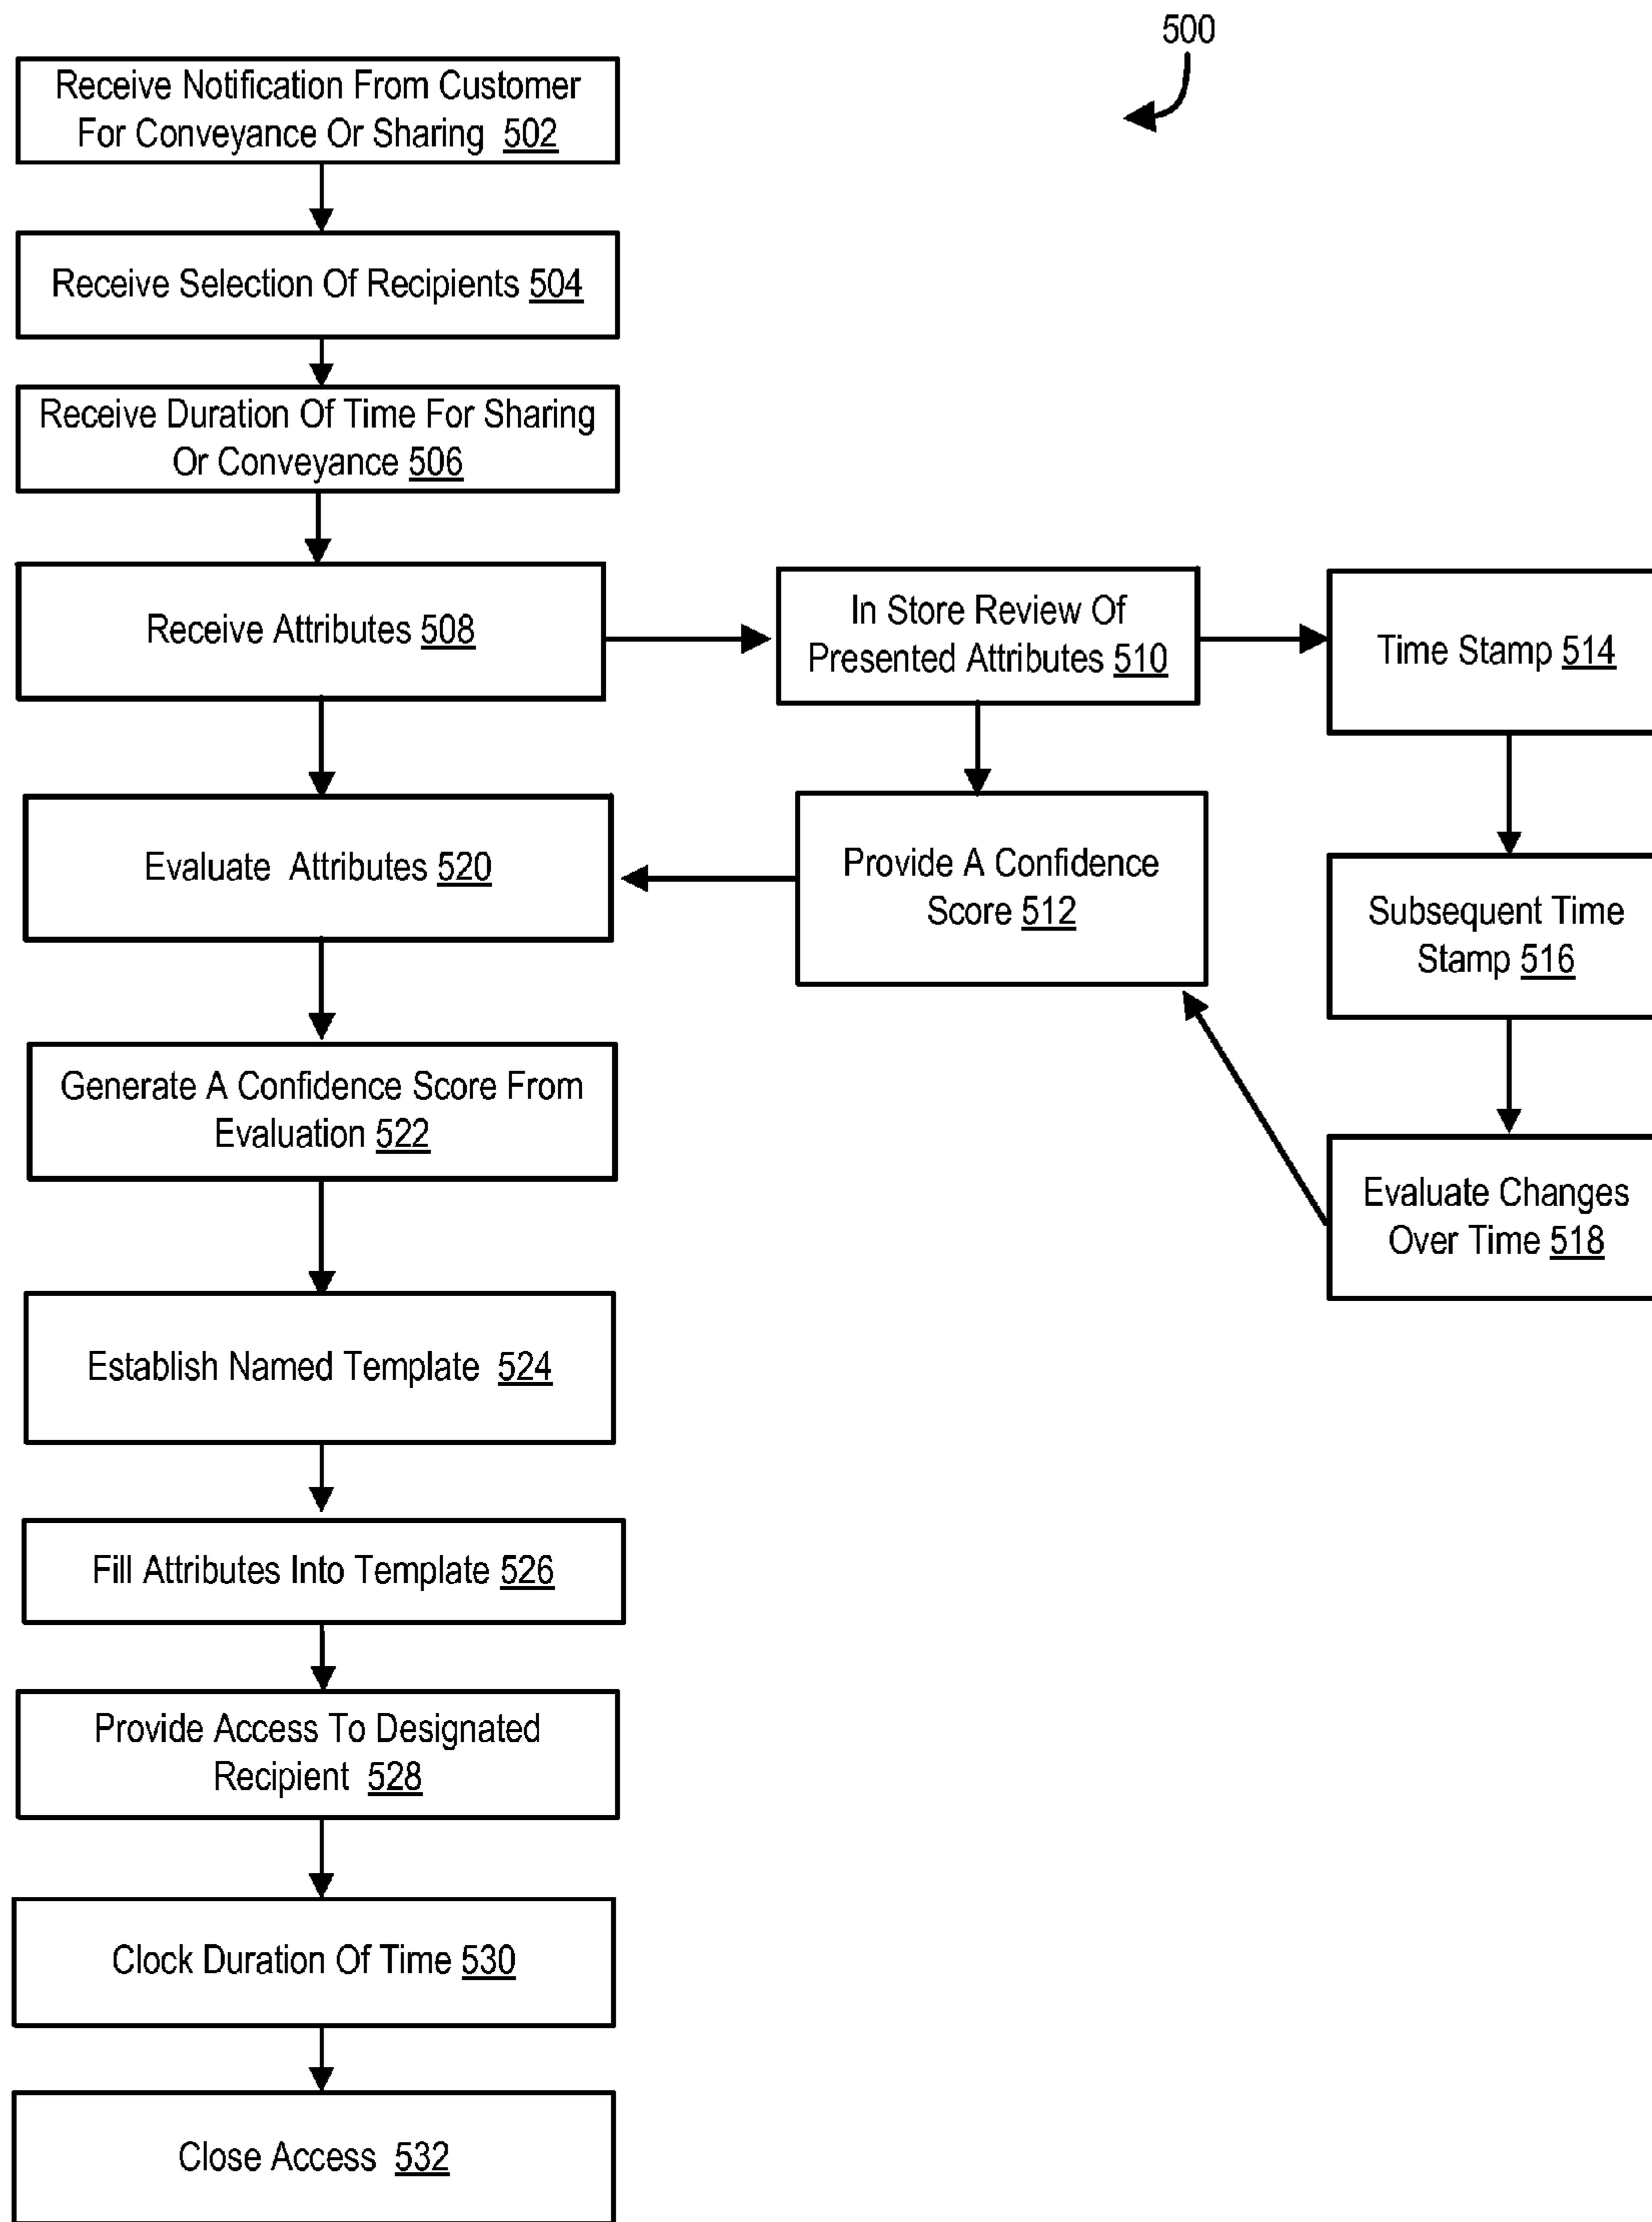 500
Receive Notification From Customer
For Conveyance Or Sharing 502
Receive Selection Of Recipients 504
Receive Duration Of Time For Sharing
Or Conveyance 506
Receive Attributes 508
In Store Review Of
Presented Attributes 510
Time Stamp 514
Evaluate Attributes 520
Provide A Confidence
Score 512
Subsequent Time
Stamp 516
Generate A Confidence Score From
Evaluation 522
Evaluate Changes
Over Time 518
Establish Named Template 524
Fill Attributes Into Template 526
Provide Access To Designated
Recipient 528
Clock Duration Of Time 530
Close Access 532